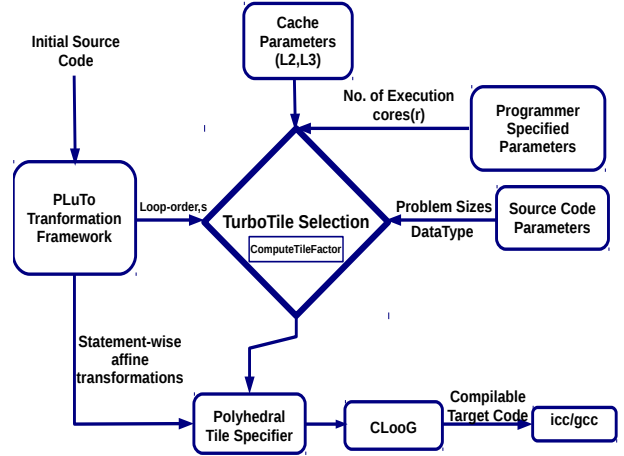 Initial Source
Code
Cache
Parameters
(L2,L3)
No. of Execution
cores(r)
Programmer
Specified
Parameters
PLuTo
Tranformation
Framework
Loop-order,s
TurboTile Selection
ComputeTileFactor
Problem Sizes
DataType
Source Code
Parameters
Statement-wise
affine
transformations
Polyhedral
Tile Specifier
CLooG
Compilable
Target Code
icc/gcc